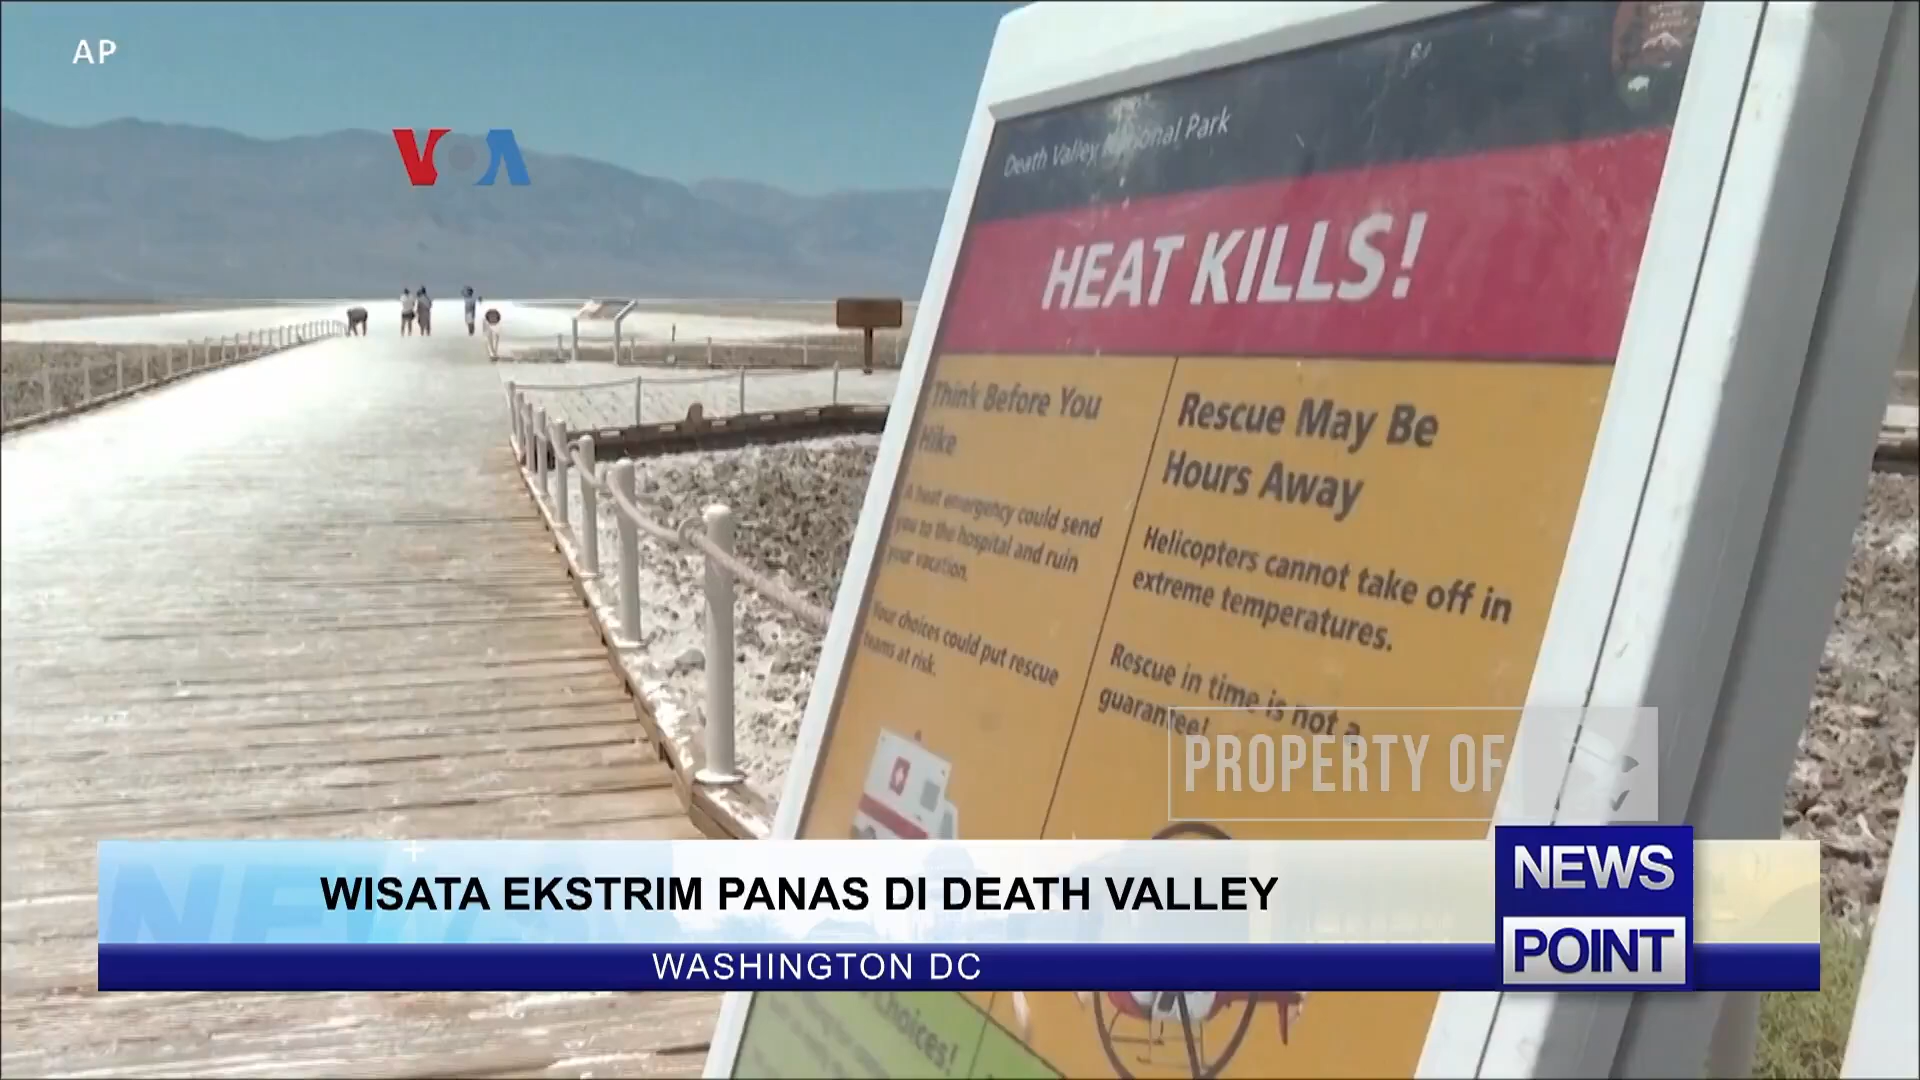 AP
VOA
Death Valley National Park
HEAT KILLS!
Think Before You
Hike
A heat emergency could send
you to the hospital and ruin
your vacation.
Your choices could put rescue
teams at risk.
Rescue May Be
Hours Away
Helicopters cannot take off in
extreme temperatures.
Rescue in time is not a
guarantee!
PROPERTY OF
WISATA EKSTRIM PANAS DI DEATH VALLEY
WASHINGTON DC
NEWS
POINT
Choices!